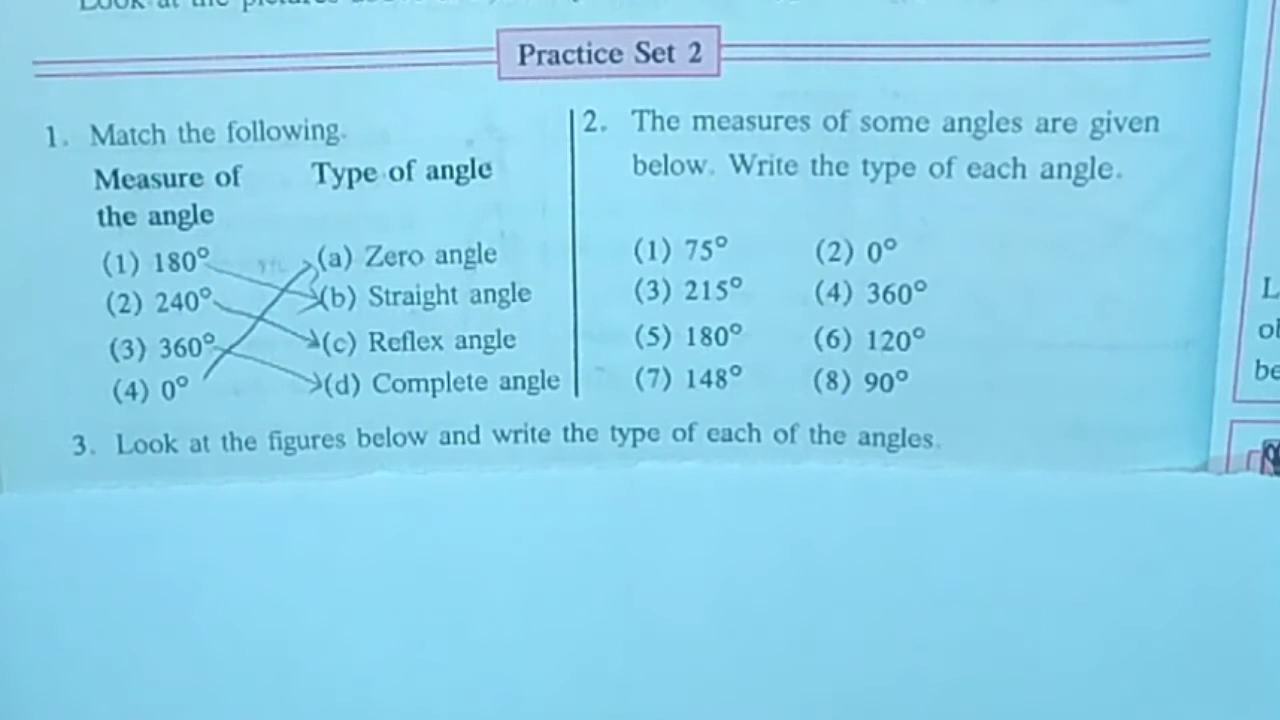 Look at the
Practice Set 2
1. Match the following.
Measure of the angle
Type of angle
(1) 180°
(a) Zero angle
(2) 240°
(b) Straight angle
(3) 360°
(c) Reflex angle
(4) 0°
(d) Complete angle
2. The measures of some angles are given
below. Write the type of each angle.
(1) 75° (2) 0°
(3) 215° (4) 360°
(5) 180° (6) 120°
(7) 148° (8) 90°
3. Look at the figures below and write the type of each of the angles.
be